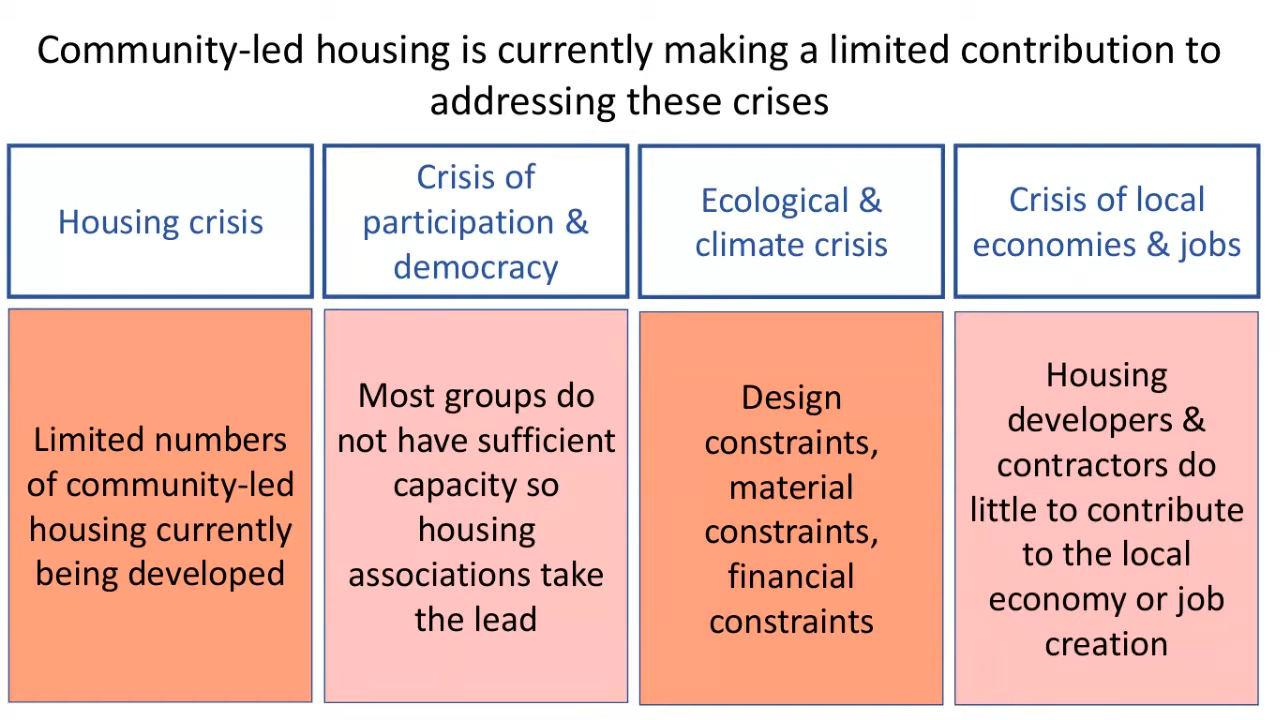 Community-led housing is currently making a limited contribution to
addressing these crises
Housing crisis
Crisis of
participation &
democracy
Ecological &
climate crisis
Crisis of local
economies & jobs
Limited numbers
of community-led
housing currently
being developed
Most groups do
not have sufficient
capacity so
housing
associations take
the lead
Design
constraints,
material
constraints,
financial
constraints
Housing
developers &
contractors do
little to contribute
to the local
economy or job
creation